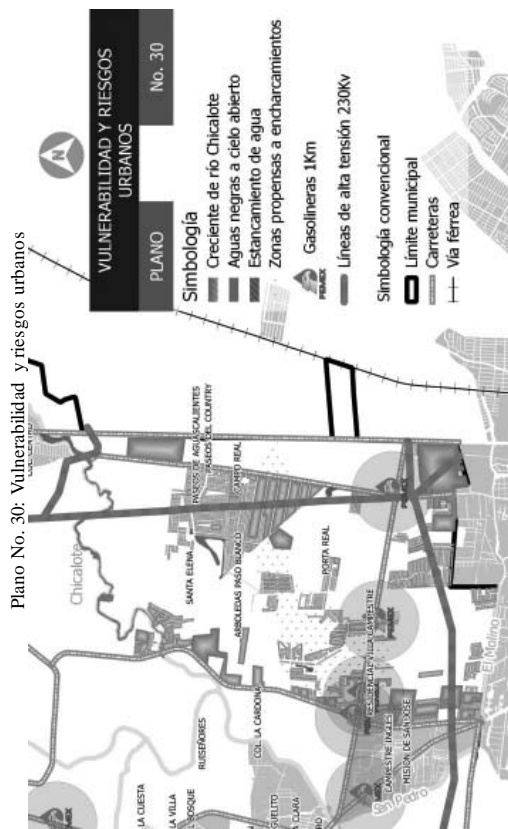 Plano No. 30: Vulnerabilidad y riesgos urbanos
N
VULNERABILIDAD Y RIESGOS
URBANOS
PLANO
No. 30
Simbología
Creciente de río Chicalote
Aguas negras a cielo abierto
Estancamiento de agua
Zonas propensas a encharcamientos
PEMEX
Gasolineras 1Km
Líneas de alta tensión 230Kv
Simbología convencional
Límite municipal
Carreteras
Vía férrea
Chicalote
PASEOS DE AGUASCALIENTES
PASEOS DEL COUNTRY
SANTA ELENA
CAMPO REAL
ARBOLEDAS PASO BLANCO
PORTA REAL
RUISEÑORES
COL. LA CARDONA
RESIDENCIAL VILLA CAMPESTRE
CAMPESTRE INGLES
MISION DE SAN JOSE
El Molino
San Pedro
LA CUESTA
LA VILLA
BOSQUE
GUELITO
CLARA